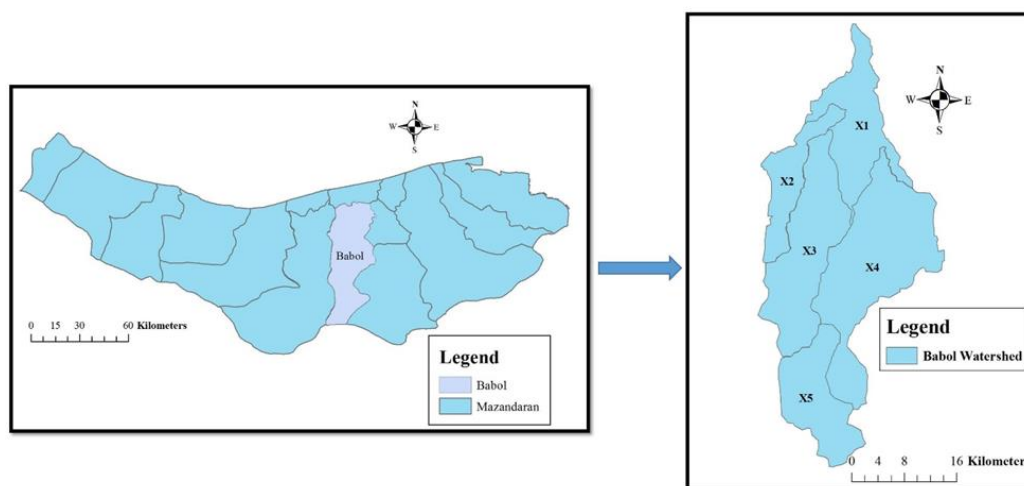 N
W E
S
Babol
0 15 30 60 Kilometers
Legend
Babol
Mazandaran
N
W E
S
X1
X2
X3
X4
X5
Legend
Babol Watershed
0 4 8 16 Kilometer